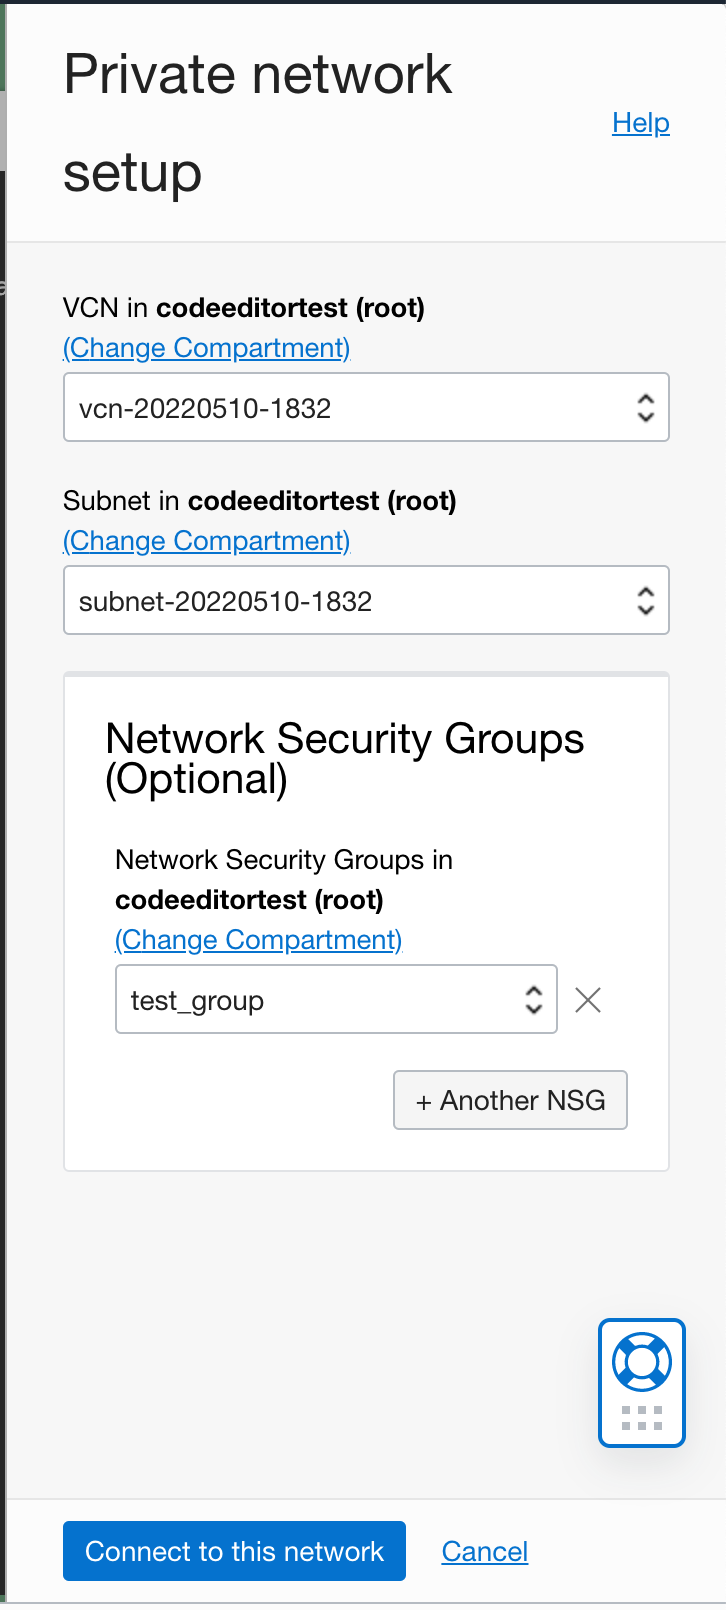 Private network
setup
Help
VCN in codeeditortest (root)
(Change Compartment)
vcn-20220510-1832
Subnet in codeeditortest (root)
(Change Compartment)
subnet-20220510-1832
Network Security Groups
(Optional)
Network Security Groups in
codeeditortest (root)
(Change Compartment)
test_group
+ Another NSG
Connect to this network
Cancel